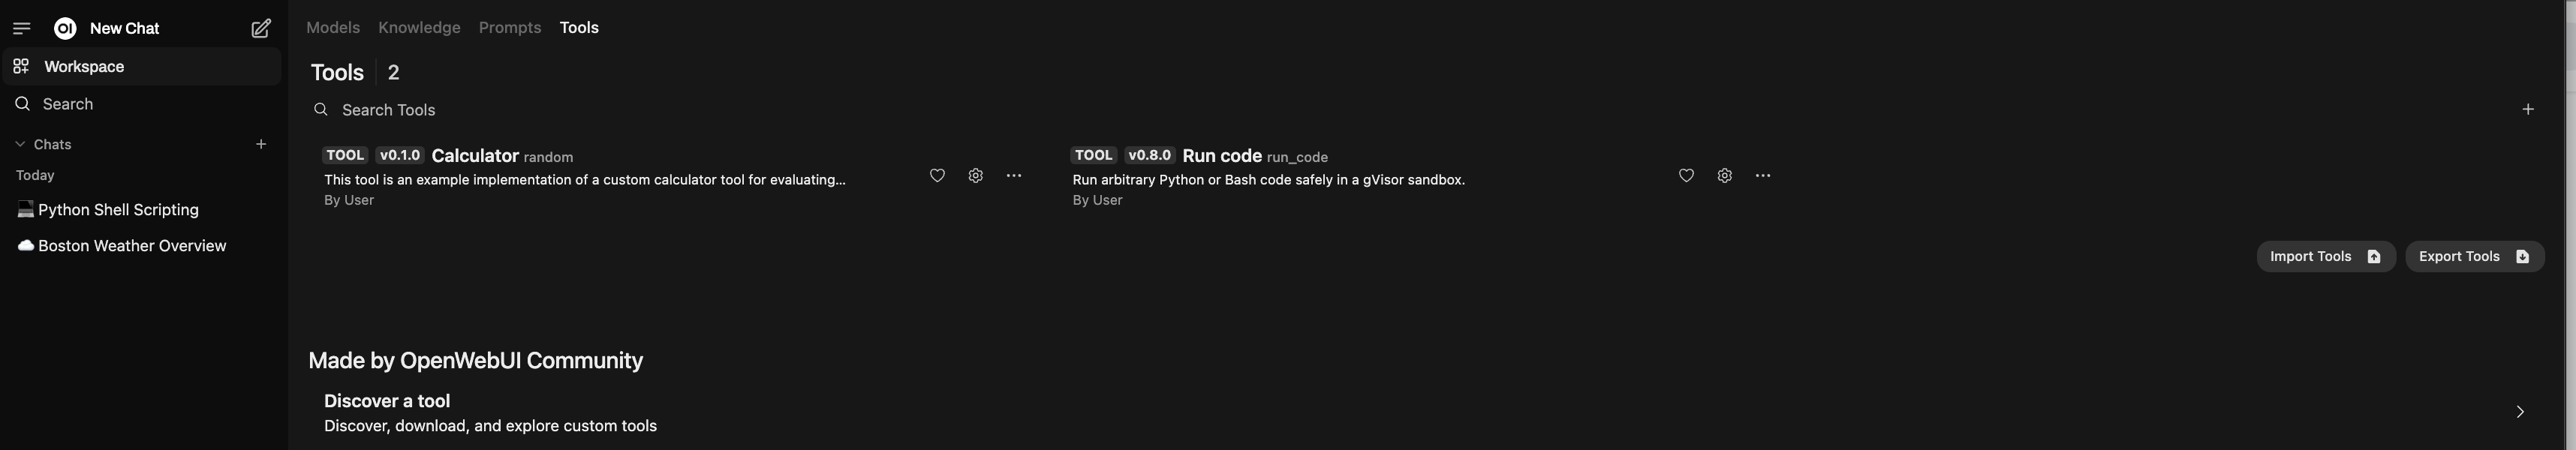 OI New Chat
Workspace
Search
Chats
Today
Python Shell Scripting
Boston Weather Overview
Models Knowledge Prompts Tools
Tools 2
Search Tools
TOOL v0.1.0 Calculator random
This tool is an example implementation of a custom calculator tool for evaluating...
By User
TOOL v0.8.0 Run code run_code
Run arbitrary Python or Bash code safely in a gVisor sandbox.
By User
Import Tools
Export Tools
Made by OpenWebUI Community
Discover a tool
Discover, download, and explore custom tools